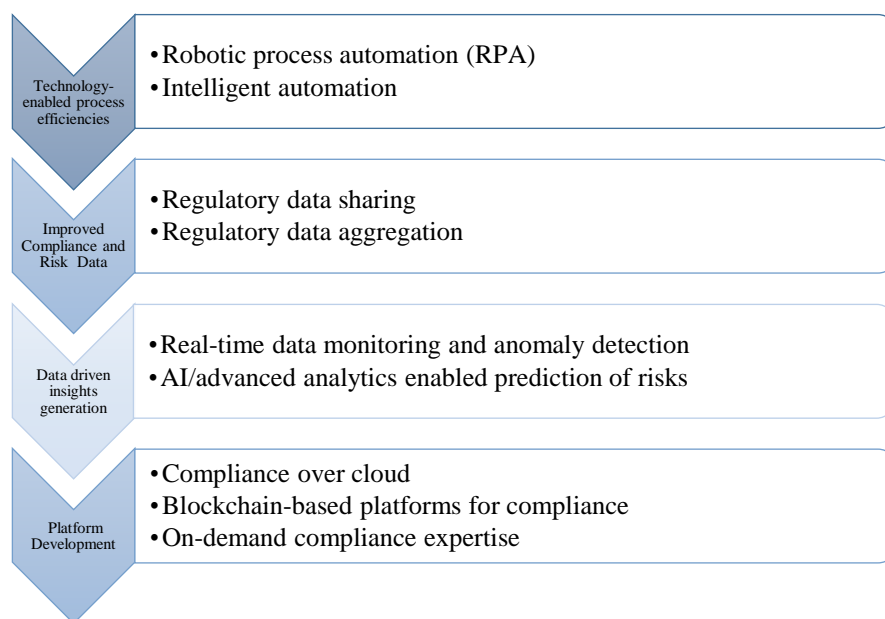 Technology-
enabled process
efficiencies
•Robotic process automation (RPA)
•Intelligent automation
Improved
Compliance and
Risk Data
•Regulatory data sharing
•Regulatory data aggregation
Data driven
insights
generation
•Real-time data monitoring and anomaly detection
•AI/advanced analytics enabled prediction of risks
Platform
Development
•Compliance over cloud
•Blockchain-based platforms for compliance
•On-demand compliance expertise